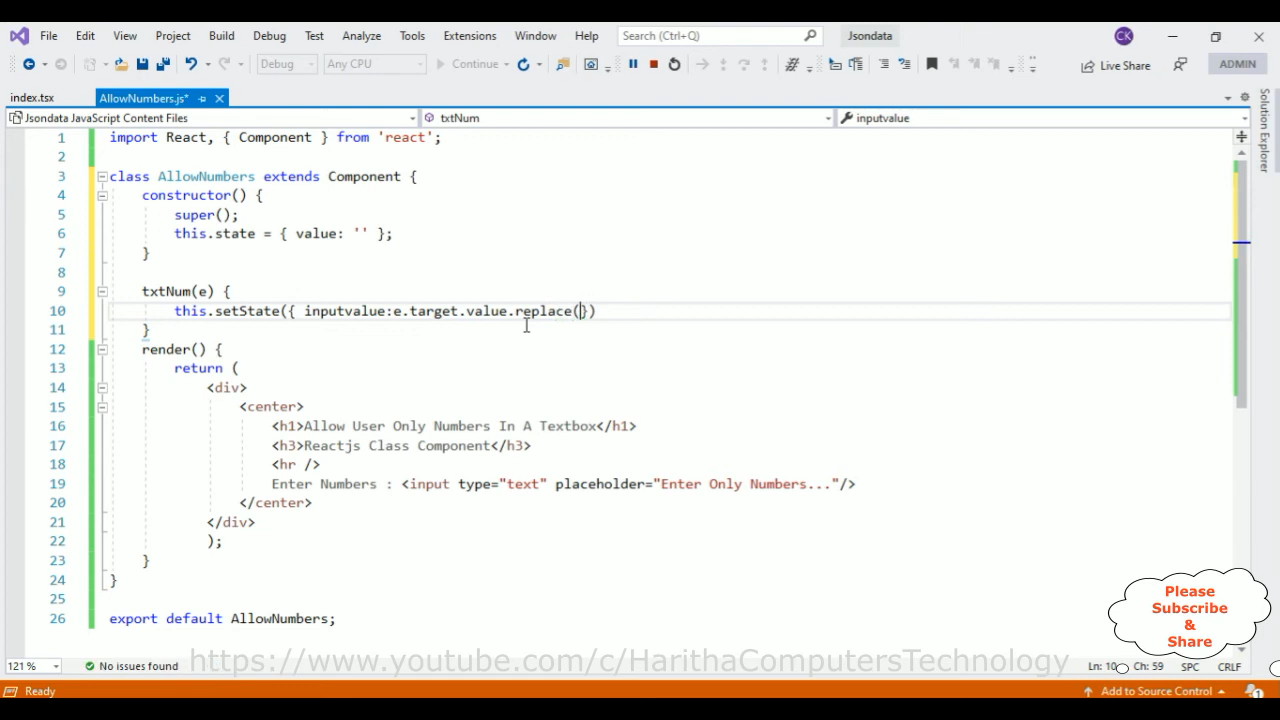 File Edit View Project Build Debug Test Analyze Tools Extensions Window Help Search (Ctrl+Q) Jsondata CK
Debug Any CPU Continue Live Share ADMIN
index.tsx AllowNumbers.js*
Jsondata JavaScript Content Files txtNum inputvalue
Solution Explorer
1 import React, { Component } from 'react';
2
3 class AllowNumbers extends Component {
4 constructor() {
5 super();
6 this.state = { value: '' };
7 }
8
9 txtNum(e) {
10 this.setState({ inputvalue:e.target.value.replace(})
11 }
12 render() {
13 return (
14 <div>
15 <center>
16 <h1>Allow User Only Numbers In A Textbox</h1>
17 <h3>Reactjs Class Component</h3>
18 <hr />
19 Enter Numbers : <input type="text" placeholder="Enter Only Numbers..."/>
20 </center>
21 </div>
22 );
23 }
24 }
25
26 export default AllowNumbers;
Please
Subscribe
&
Share
121 % No issues found https://www.youtube.com/c/HarithaComputersTechnology Ln: 10 Ch: 59 SPC CRLF
Ready Add to Source Control 1